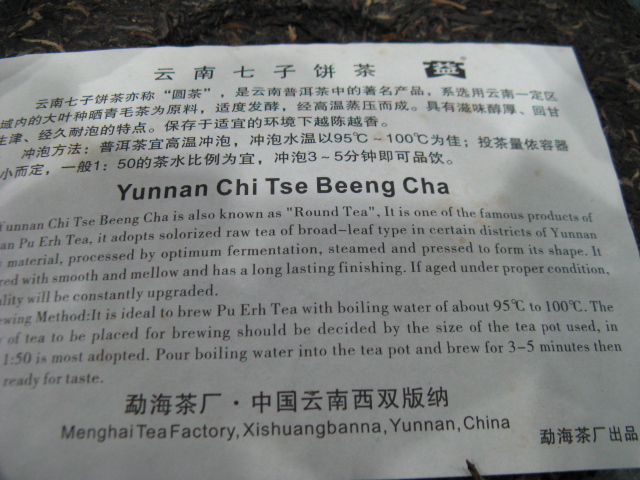 云南七子饼茶 益
云南七子饼茶亦称“圆茶”，是云南普洱茶中的著名产品，系选用云南一定区
域内的大叶种晒青毛茶为原料，适度发酵，经高温蒸压而成。具有滋味醇厚、回甘
生津、经久耐泡的特点。保存于适宜的环境下越陈越香。
冲泡方法：普洱茶宜高温冲泡，冲泡水温以95℃~100℃为佳；投茶量依容器
小而定，一般1：50的茶水比例为宜，冲泡3~5分钟即可品饮。
Yunnan Chi Tse Beeng Cha
Yunnan Chi Tse Beeng Cha is also known as "Round Tea", It is one of the famous products of
an Pu Erh Tea, it adopts solorized raw tea of broad-leaf type in certain districts of Yunnan
material, processed by optimum fermentation, steamed and pressed to form its shape. It
red with smooth and mellow and has a long lasting finishing. If aged under proper condition,
lity will be constantly upgraded.
ewing Method:It is ideal to brew Pu Erh Tea with boiling water of about 95℃ to 100℃. The
of tea to be placed for brewing should be decided by the size of the tea pot used, in
1:50 is most adopted. Pour boiling water into the tea pot and brew for 3-5 minutes then
ready for taste.
勐海茶厂·中国云南西双版纳
Menghai Tea Factory, Xishuangbanna, Yunnan, China
勐海茶厂出品